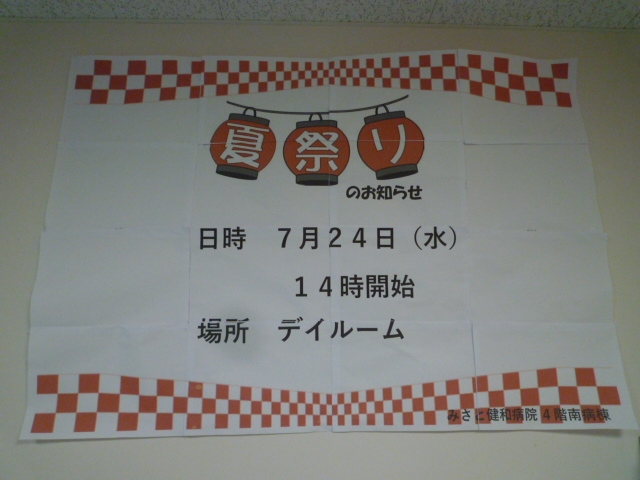 夏祭り
のお知らせ
日時　７月２４日（水）
１４時開始
場所　デイルーム
みさと健和病院４階南病棟